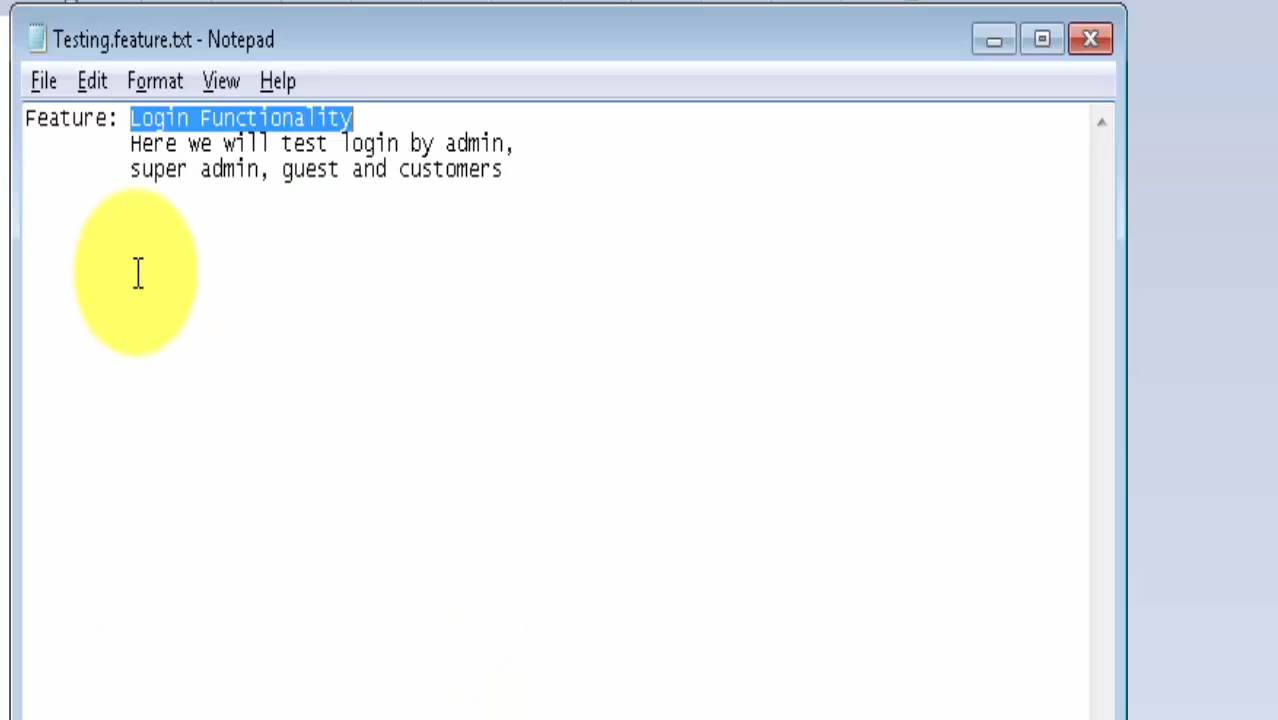 Testing.feature.txt - Notepad
File Edit Format View Help
Feature: Login Functionality
Here we will test login by admin,
super admin, guest and customers